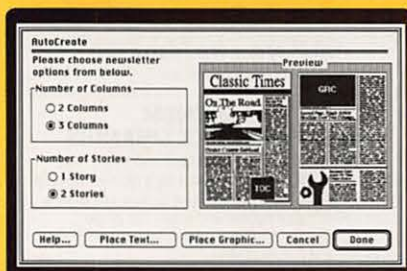 AutoCreate
Please choose newsletter
options from below.
Number of Columns
2 Columns
3 Columns
Number of Stories
1 Story
2 Stories
Preview
Classic Times
On The Road
GRC
TOC
Help...
Place Text...
Place Graphic...
Cancel
Done